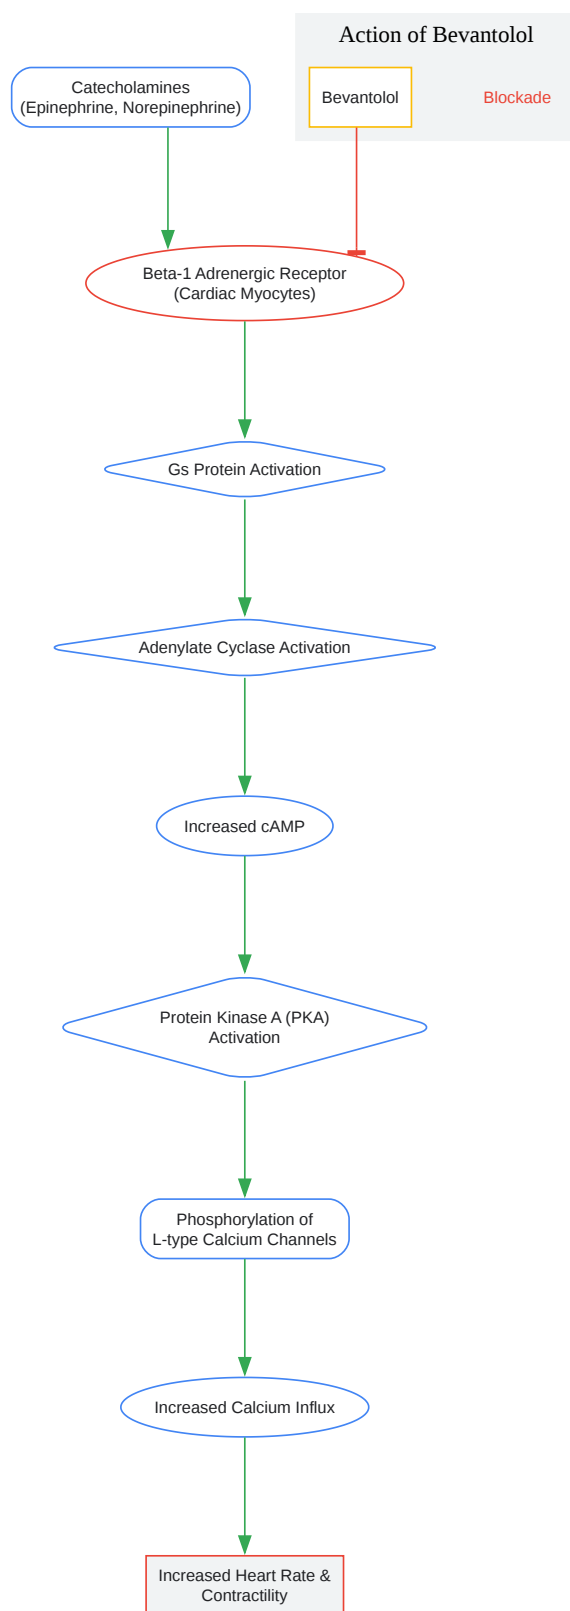 Action of Bevantolol
Catecholamines
(Epinephrine, Norepinephrine)
Bevantolol
Blockade
Beta-1 Adrenergic Receptor
(Cardiac Myocytes)
Gs Protein Activation
Adenylate Cyclase Activation
Increased cAMP
Protein Kinase A (PKA)
Activation
Phosphorylation of
L-type Calcium Channels
Increased Calcium Influx
Increased Heart Rate &
Contractility